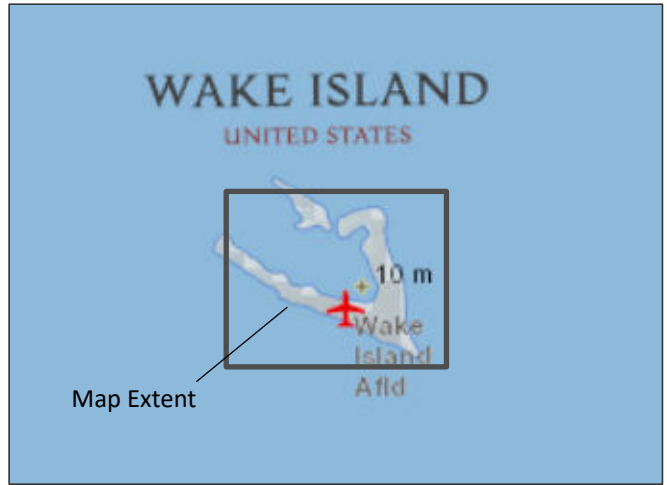 WAKE ISLAND
UNITED STATES
10 m
Wake
Island
Afld
Map Extent